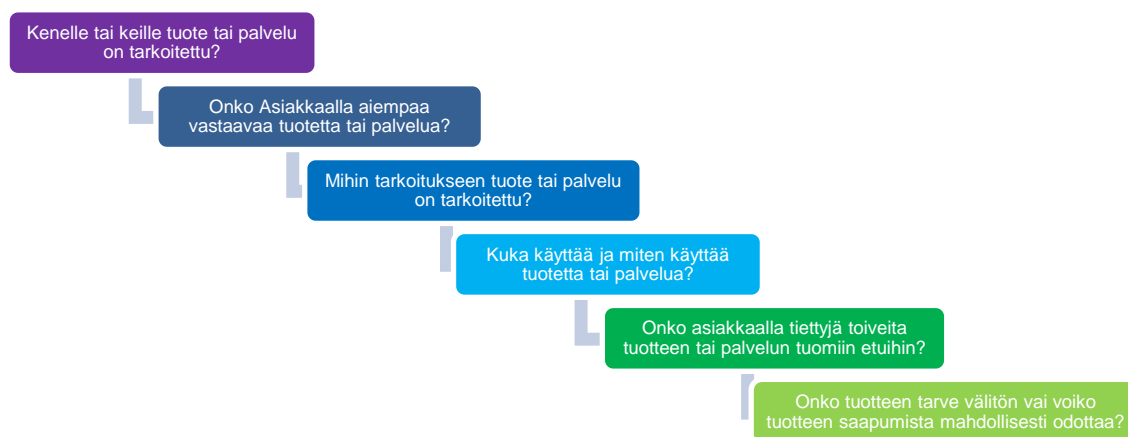 Kenelle tai keille tuote tai palvelu
on tarkoitettu?
Onko Asiakkaalla aiempaa
vastaavaa tuotetta tai palvelua?
Mihin tarkoitukseen tuote tai palvelu
on tarkoitettu?
Kuka käyttää ja miten käyttää
tuotetta tai palvelua?
Onko asiakkaalla tiettyjä toiveita
tuotteen tai palvelun tuomiin etuihin?
Onko tuotteen tarve välitön vai voiko
tuotteen saapumista mahdollisesti odottaa?